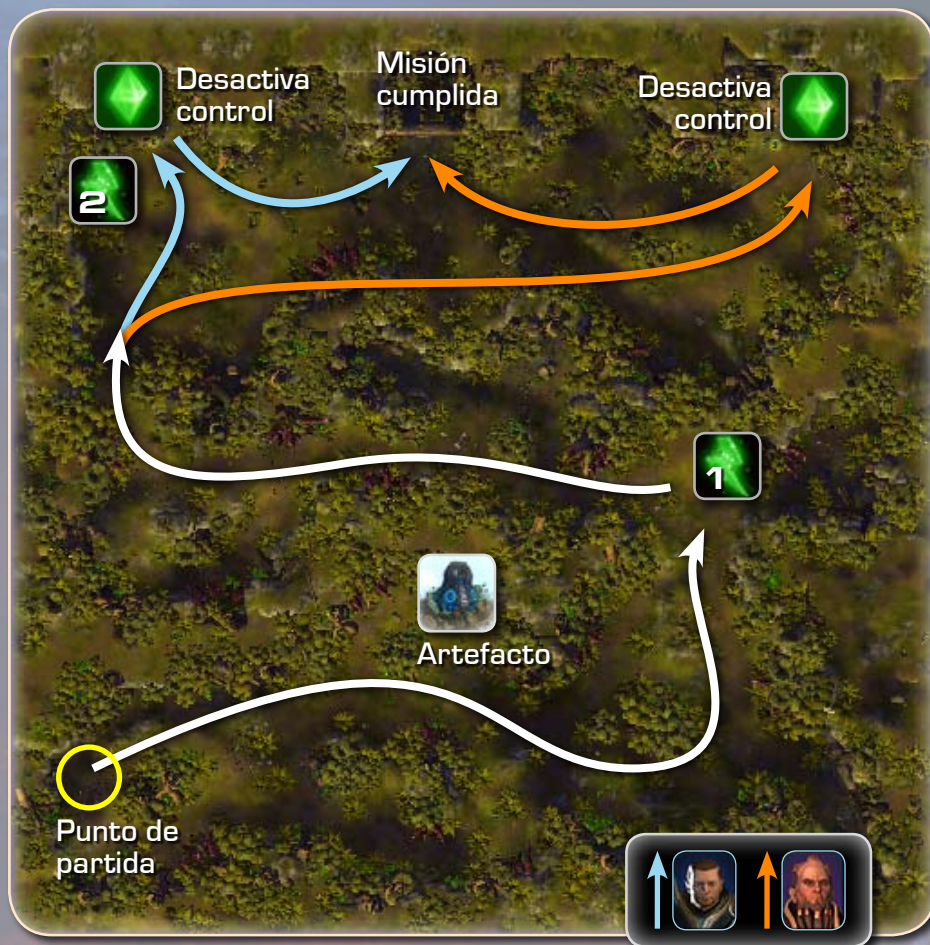 Desactiva
control
Misión
cumplida
Desactiva
control
2
1
Artefacto
Punto de
partida